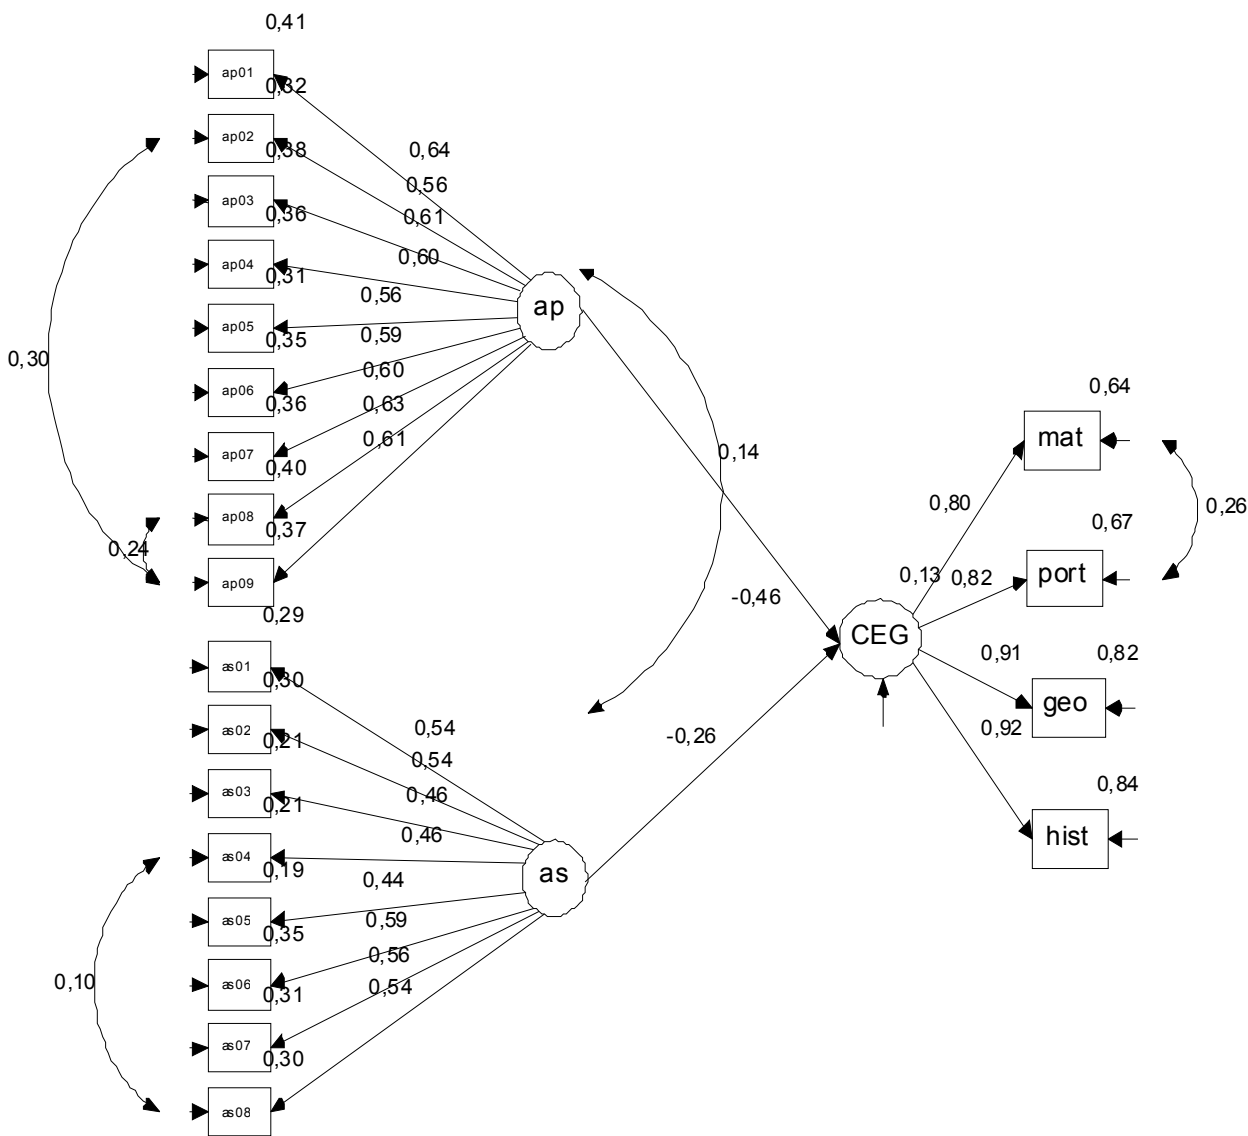 0,41
ap01
0,32
ap02
0,38
0,64
0,56
ap03
0,36
0,61
ap04
0,60
0,31
0,56
ap
ap05
0,35
0,59
0,30
0,60
ap06
0,36
0,63
0,64
mat
0,61
ap07
0,40
0,14
0,80
0,26
ap08
0,37
0,67
0,24
ap09
0,13
0,82
port
0,29
-0,46
CEG
as01
0,30
0,91
0,82
geo
as02
0,21
0,54
0,92
-0,26
0,54
as03
0,21
0,46
0,84
0,46
hist
as04
0,19
0,44
as
as05
0,35
0,59
0,56
as06
0,31
0,54
0,10
as07
0,30
as08